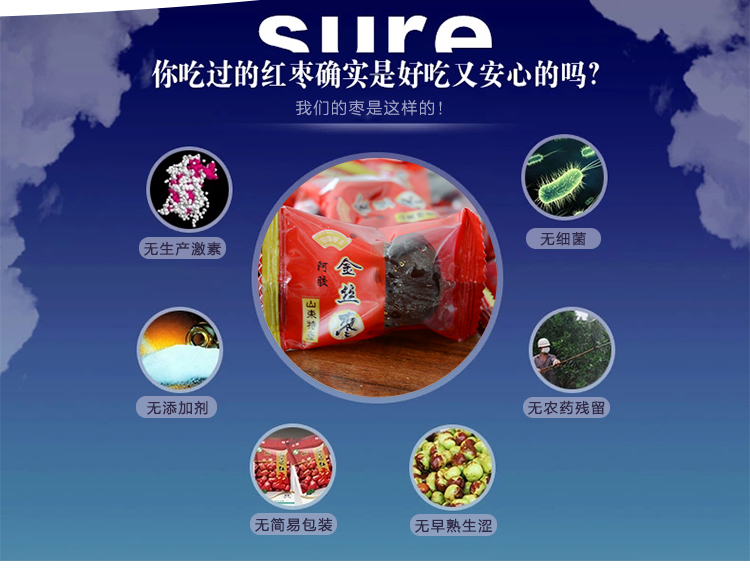 sure
你吃过的红枣确实是好吃又安心的吗?
我们的枣是这样的!
无生产激素
无细菌
阿胶
金丝枣
山东特产
无添加剂
无农药残留
无简易包装
无早熟生涩